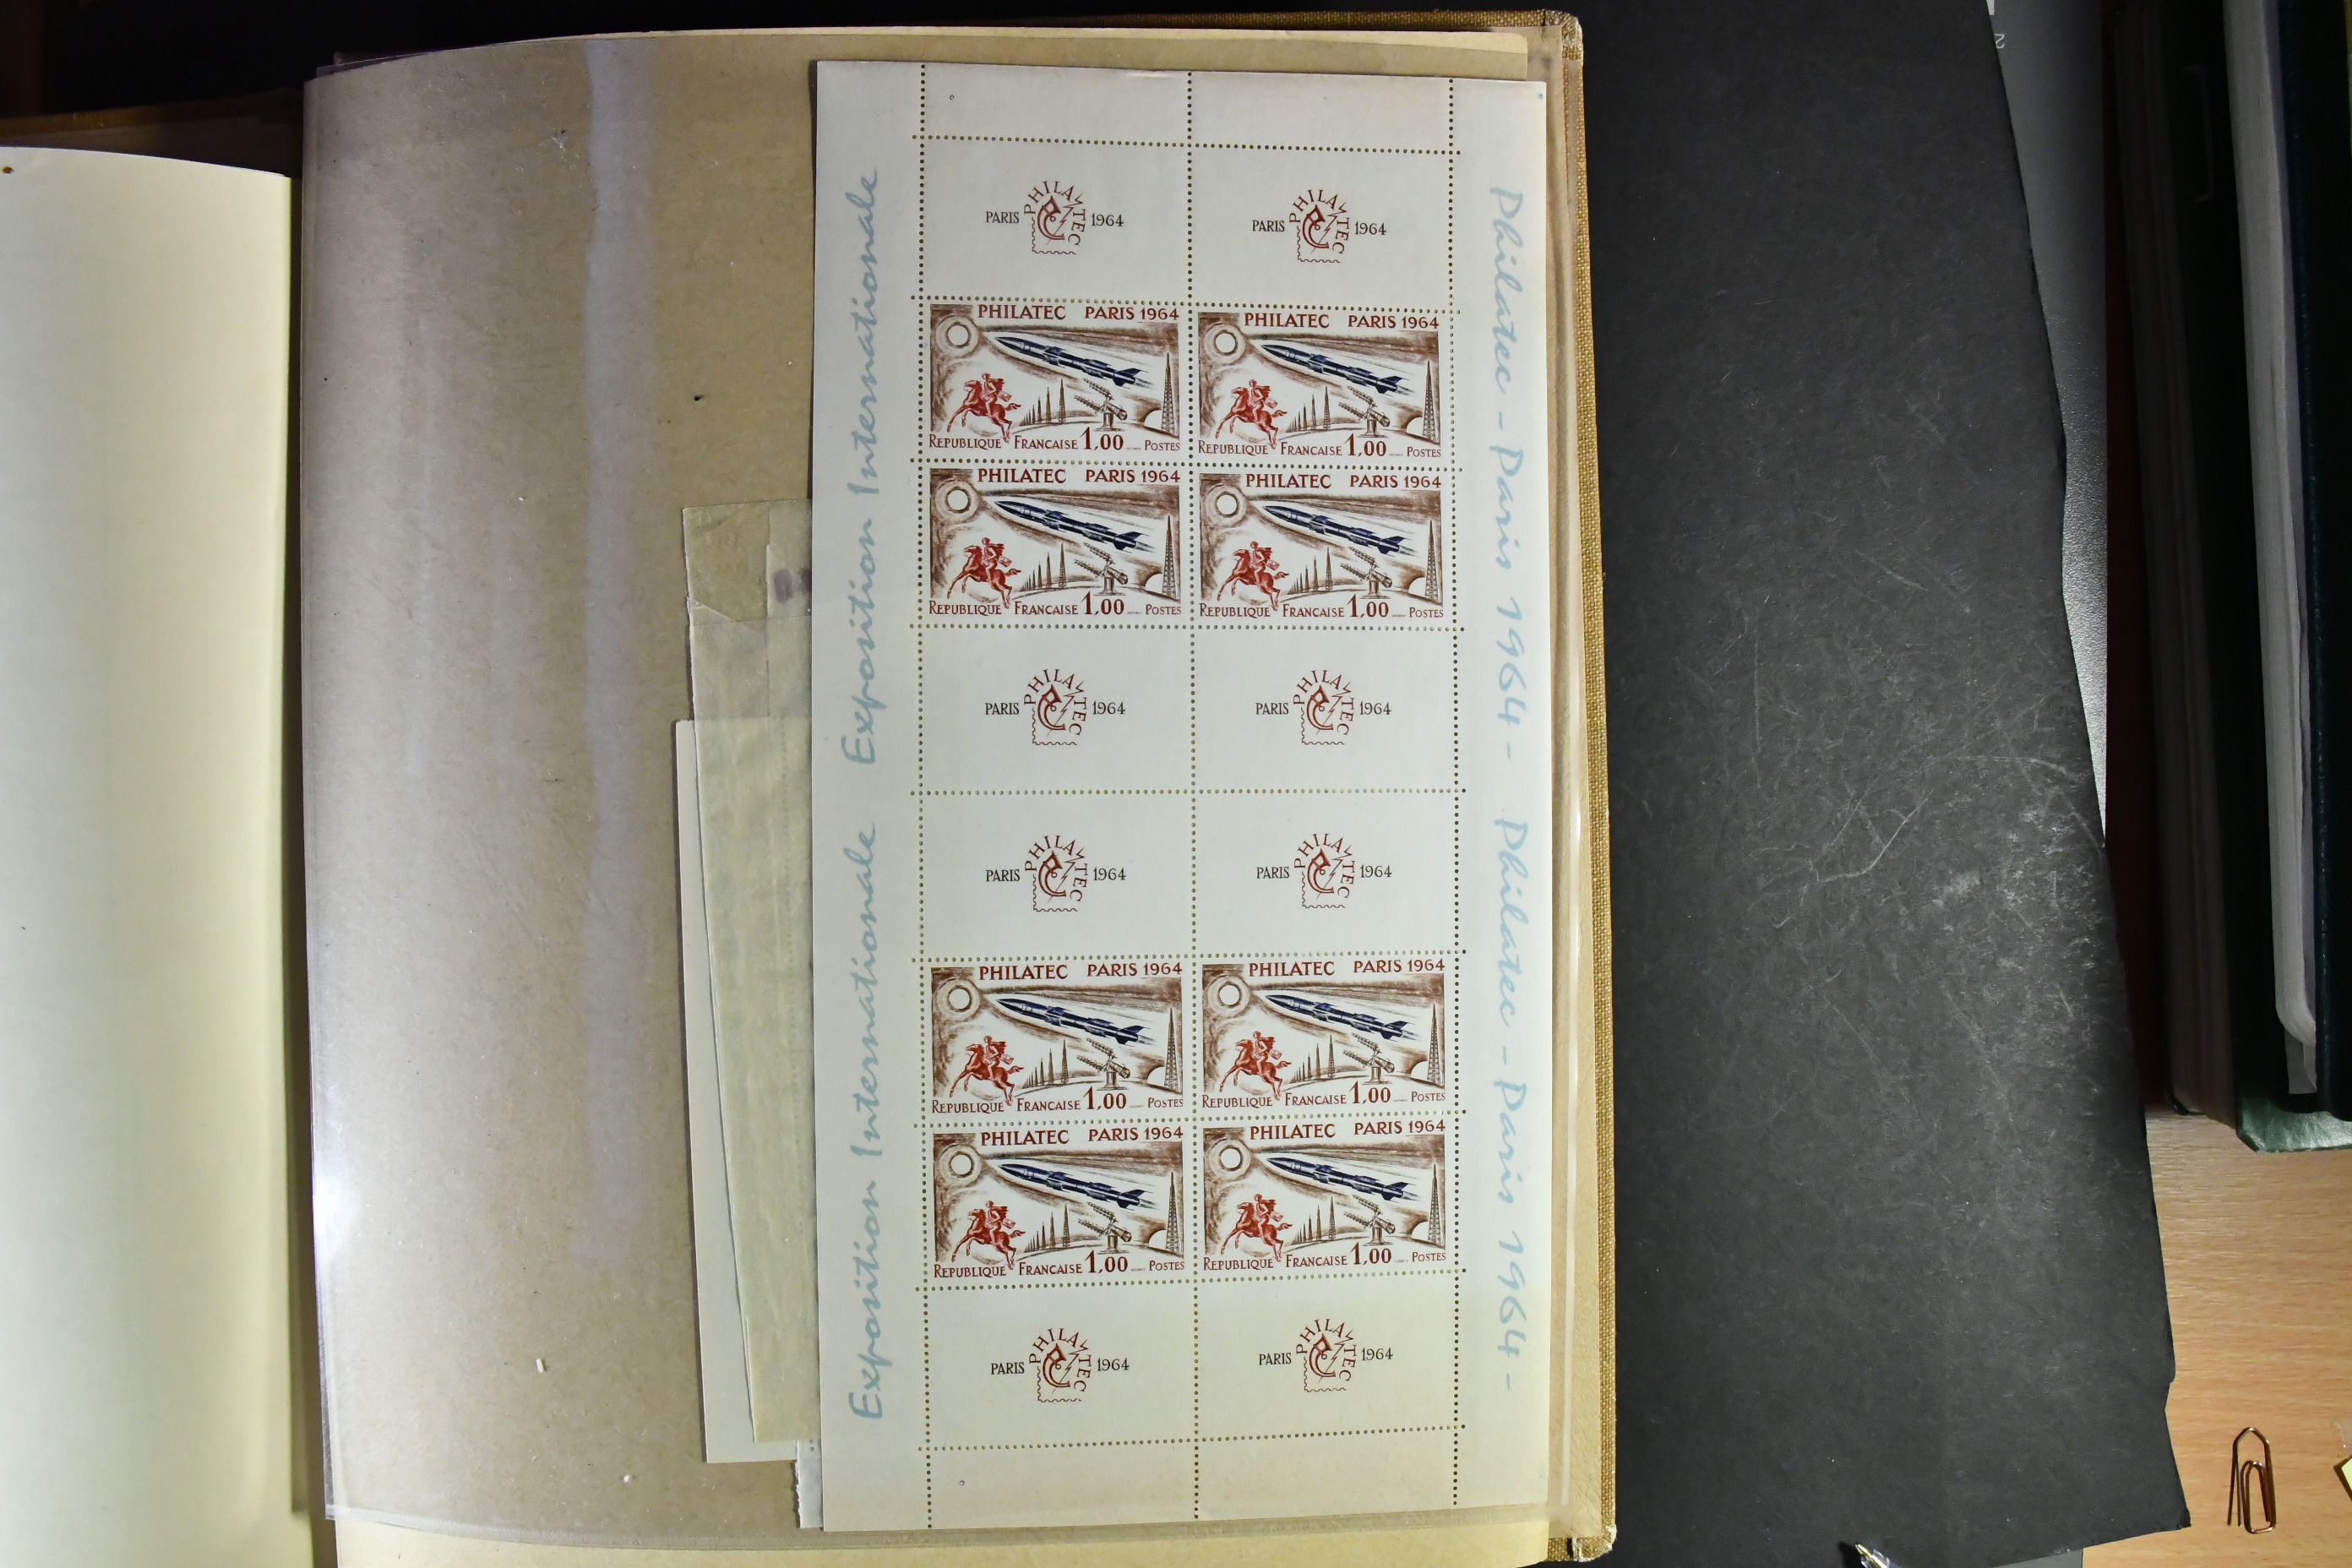 Exposition Internationale Exposition Internationale
Philatec - Paris 1964 - Philatec - Paris 1964 -
PARIS PHILATEC 1964
PARIS PHILATEC 1964
PHILATEC PARIS 1964
REPUBLIQUE FRANCAISE 1,00 POSTES
PHILATEC PARIS 1964
REPUBLIQUE FRANCAISE 1,00 POSTES
PHILATEC PARIS 1964
REPUBLIQUE FRANCAISE 1,00 POSTES
PHILATEC PARIS 1964
REPUBLIQUE FRANCAISE 1,00 POSTES
PARIS PHILATEC 1964
PARIS PHILATEC 1964
PARIS PHILATEC 1964
PARIS PHILATEC 1964
PHILATEC PARIS 1964
REPUBLIQUE FRANCAISE 1,00 POSTES
PHILATEC PARIS 1964
REPUBLIQUE FRANCAISE 1,00 POSTES
PHILATEC PARIS 1964
REPUBLIQUE FRANCAISE 1,00 POSTES
PHILATEC PARIS 1964
REPUBLIQUE FRANCAISE 1,00 POSTES
PARIS PHILATEC 1964
PARIS PHILATEC 1964